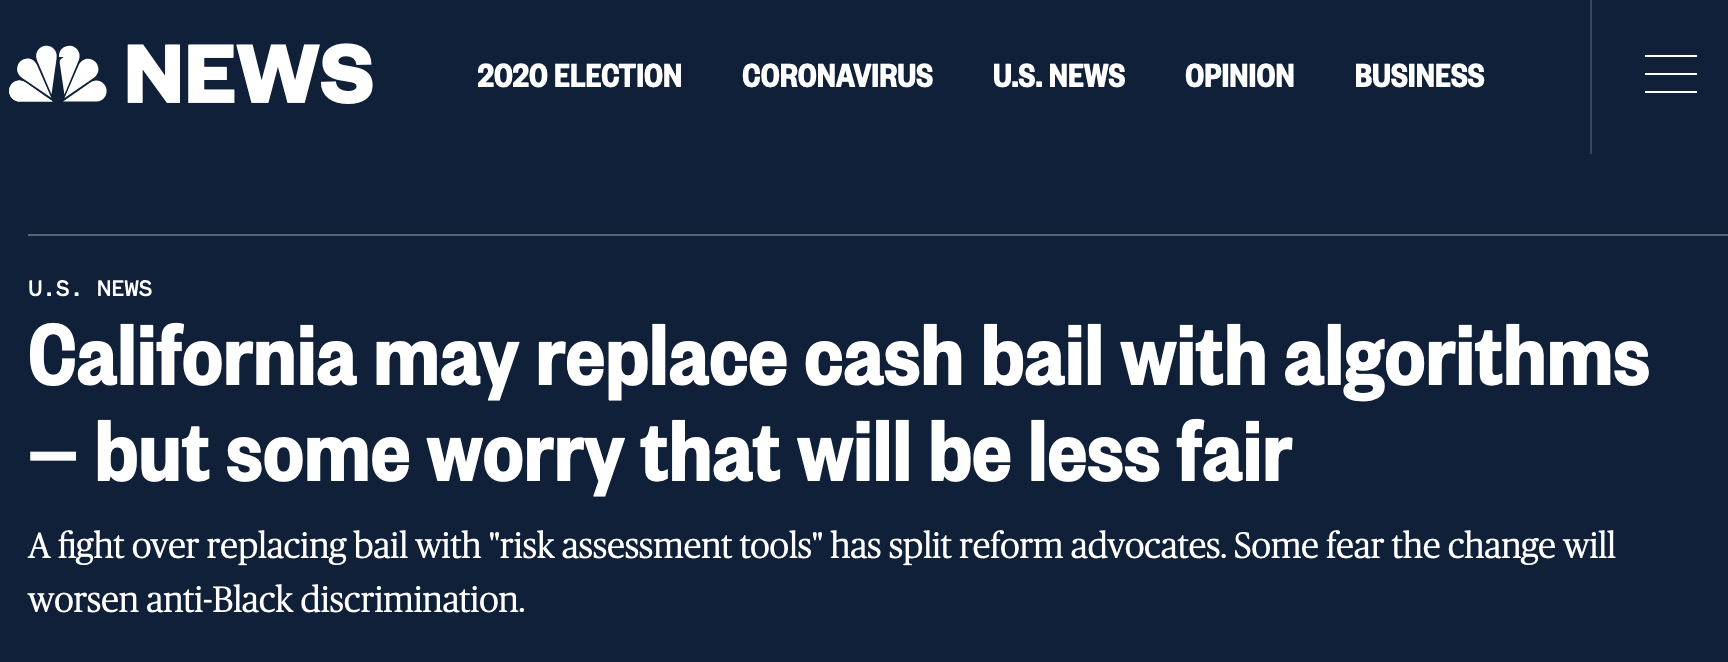 NEWS
2020 ELECTION
CORONAVIRUS
U.S. NEWS
OPINION
BUSINESS
U.S. NEWS
California may replace cash bail with algorithms
– but some worry that will be less fair
A fight over replacing bail with "risk assessment tools" has split reform advocates. Some fear the change will
worsen anti-Black discrimination.